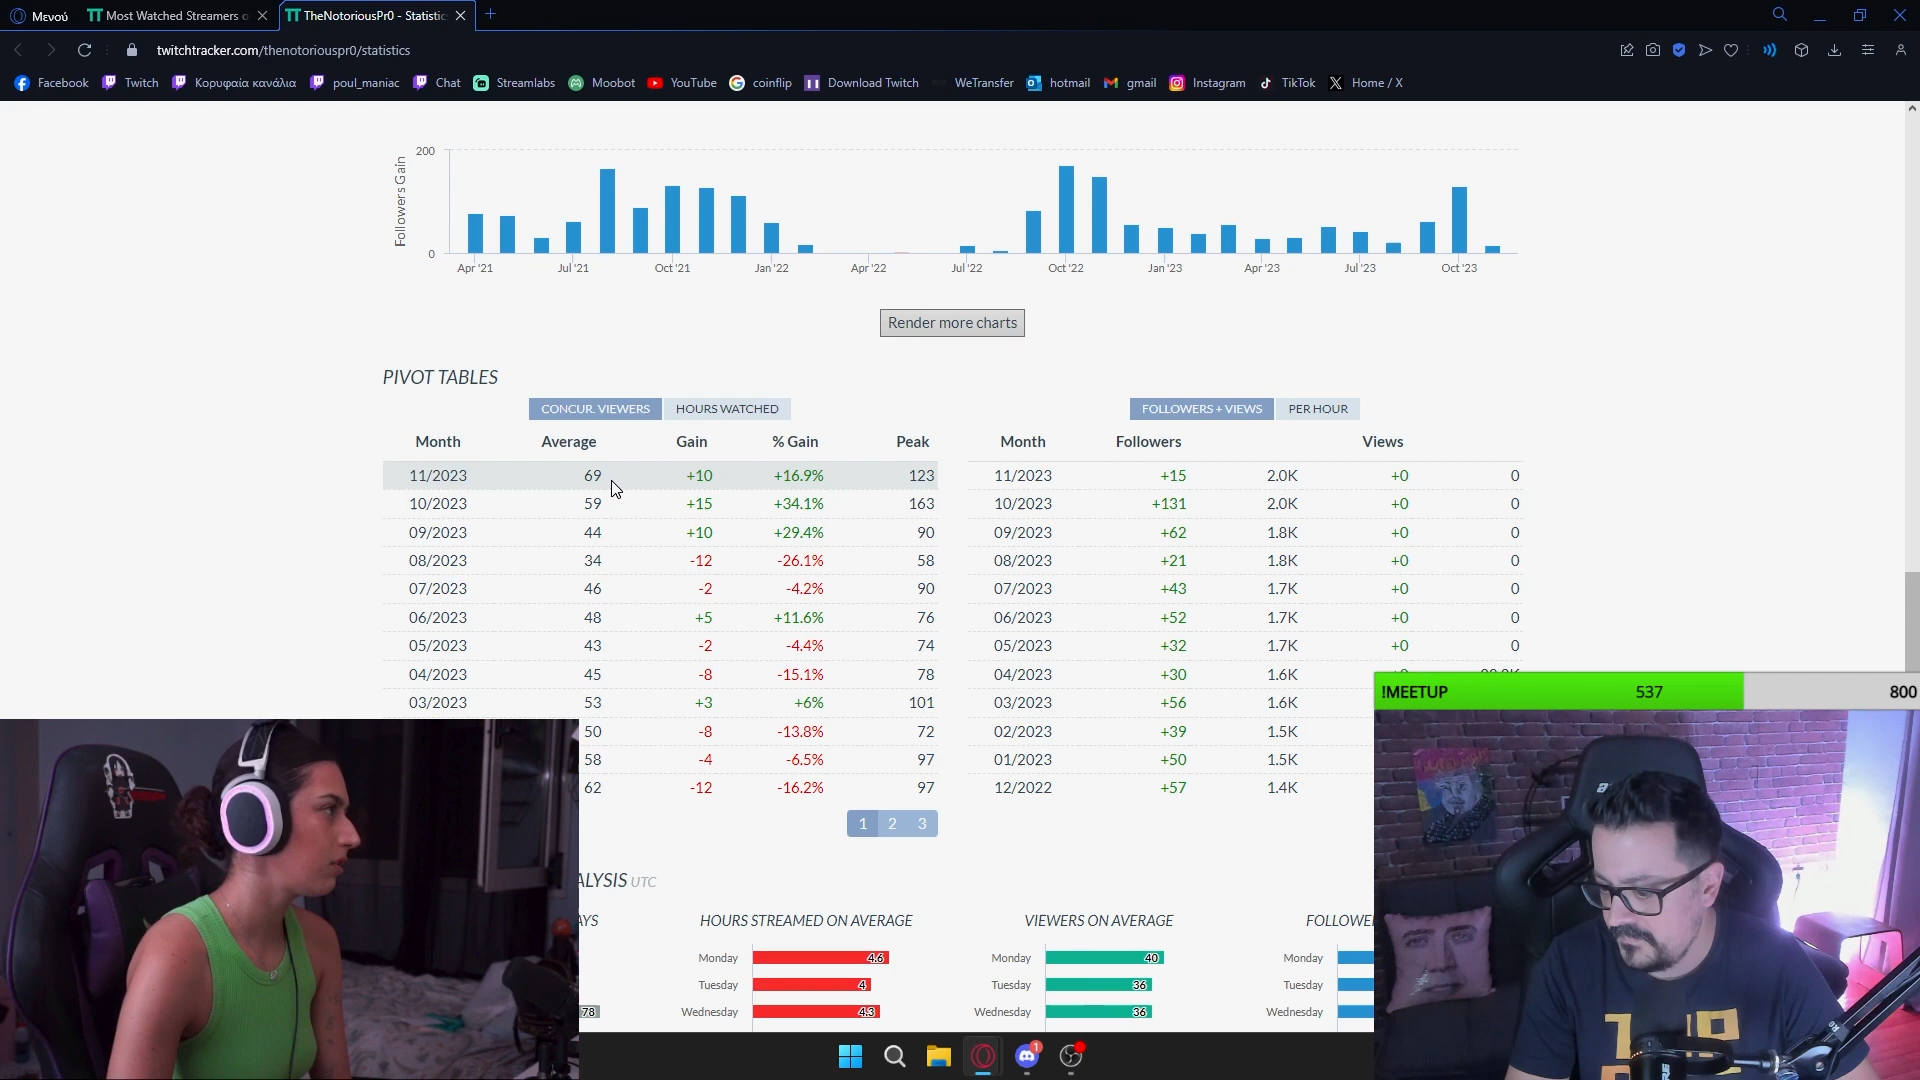 Μενού
Most Watched Streamers o
TheNotoriousPr0 - Statistic
twitchtracker.com/thenotoriouspr0/statistics
Facebook Twitch Κορυφαία κανάλια poul_maniac Chat Streamlabs Moobot YouTube coinflip Download Twitch WeTransfer hotmail gmail Instagram TikTok Home / X
Followers Gain
200
0
Apr '21 Jul '21 Oct '21 Jan '22 Apr '22 Jul '22 Oct '22 Jan '23 Apr '23 Jul '23 Oct '23
Render more charts
PIVOT TABLES
CONCUR. VIEWERS HOURS WATCHED
Month Average Gain % Gain Peak
11/2023 69 +10 +16.9% 123
10/2023 59 +15 +34.1% 163
09/2023 44 +10 +29.4% 90
08/2023 34 -12 -26.1% 58
07/2023 46 -2 -4.2% 90
06/2023 48 +5 +11.6% 76
05/2023 43 -2 -4.4% 74
04/2023 45 -8 -15.1% 78
03/2023 53 +3 +6% 101
50 -8 -13.8% 72
58 -4 -6.5% 97
62 -12 -16.2% 97
1 2 3
FOLLOWERS + VIEWS PER HOUR
Month Followers Views
11/2023 +15 2.0K +0 0
10/2023 +131 2.0K +0 0
09/2023 +62 1.8K +0 0
08/2023 +21 1.8K +0 0
07/2023 +43 1.7K +0 0
06/2023 +52 1.7K +0 0
05/2023 +32 1.7K +0 0
04/2023 +30 1.6K
03/2023 +56 1.6K
02/2023 +39 1.5K
01/2023 +50 1.5K
12/2022 +57 1.4K
!MEETUP 537 800
ALYSIS UTC
AYS
78
HOURS STREAMED ON AVERAGE
Monday 4.6
Tuesday 4
Wednesday 4.3
VIEWERS ON AVERAGE
Monday 40
Tuesday 36
Wednesday 36
FOLLOWE
Monday
Tuesday
Wednesday
1